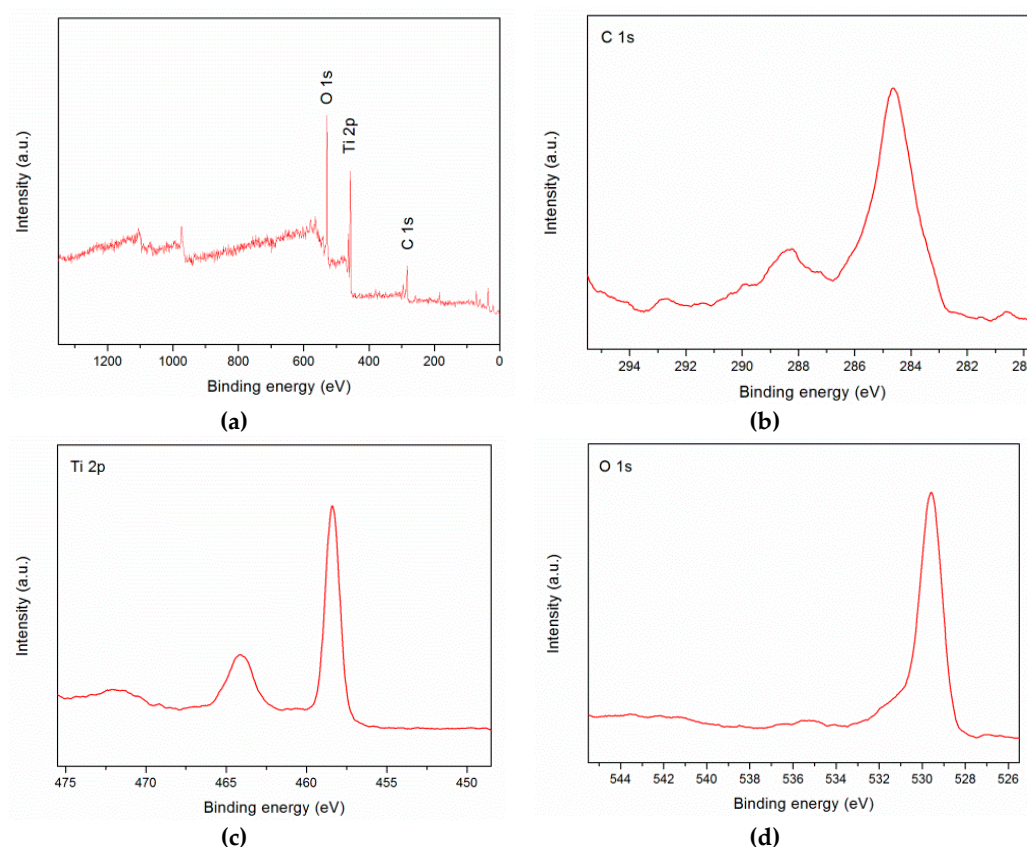 Intensity (a.u.)
O 1s
Ti 2p
C 1s
1200 1000 800 600 400 200 0
Binding energy (eV)
(a)
C 1s
Intensity (a.u.)
294 292 290 288 286 284 282 28
Binding energy (eV)
(b)
Ti 2p
Intensity (a.u.)
475 470 465 460 455 450
Binding energy (eV)
(c)
O 1s
Intensity (a.u.)
544 542 540 538 536 534 532 530 528 526
Binding energy (eV)
(d)